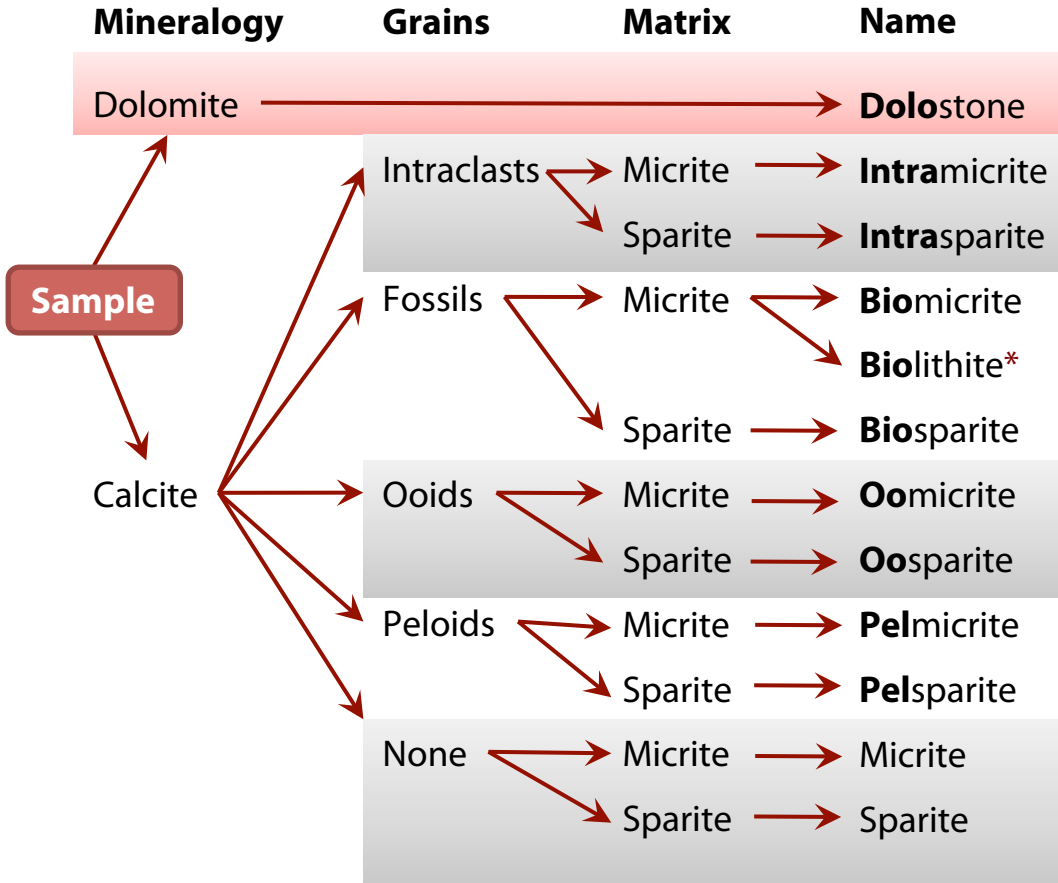 Mineralogy Grains Matrix Name
Dolomite Dolostone
Intraclasts Micrite Intramicrite
Sparite Intrasparite
Sample
Fossils Micrite Biomicrite
Biolithite*
Sparite Biosparite
Calcite Ooids Micrite Oomicrite
Sparite Oosparite
Peloids Micrite Pelmicrite
Sparite Pelsparite
None Micrite Micrite
Sparite Sparite